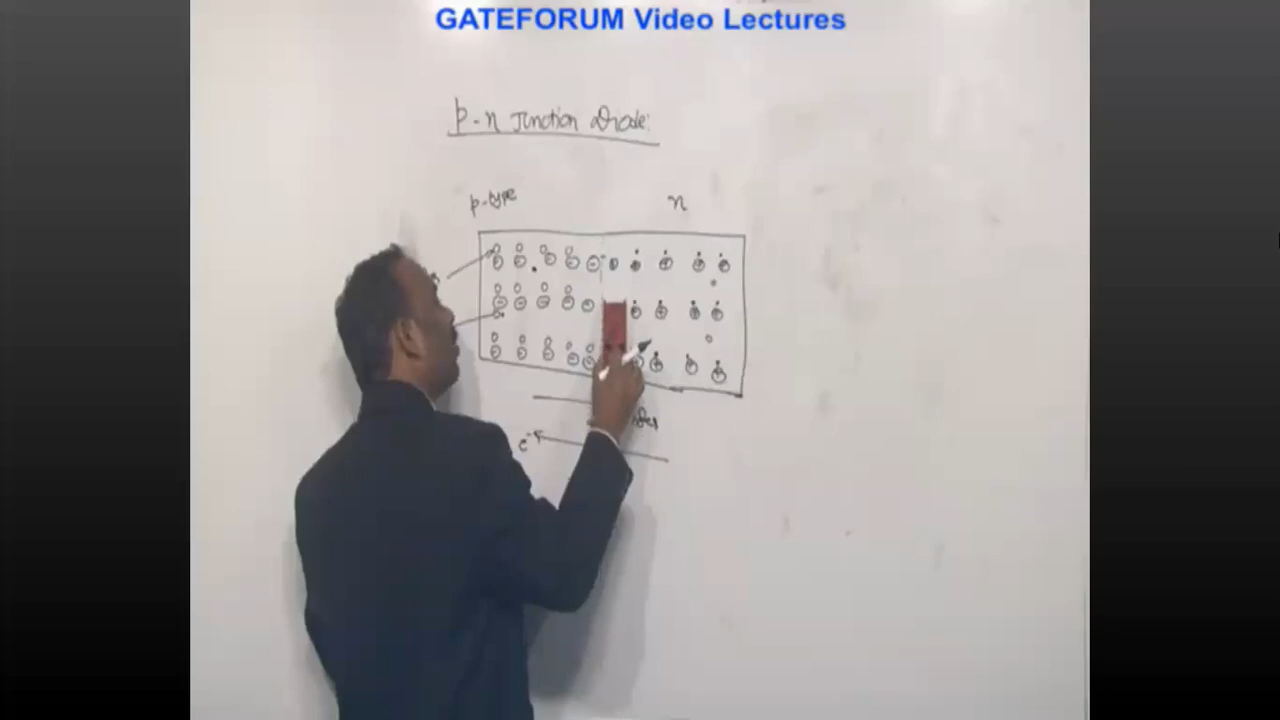 GATEFORUM Video Lectures
p-n Junction Diode:
p-type
n
e-